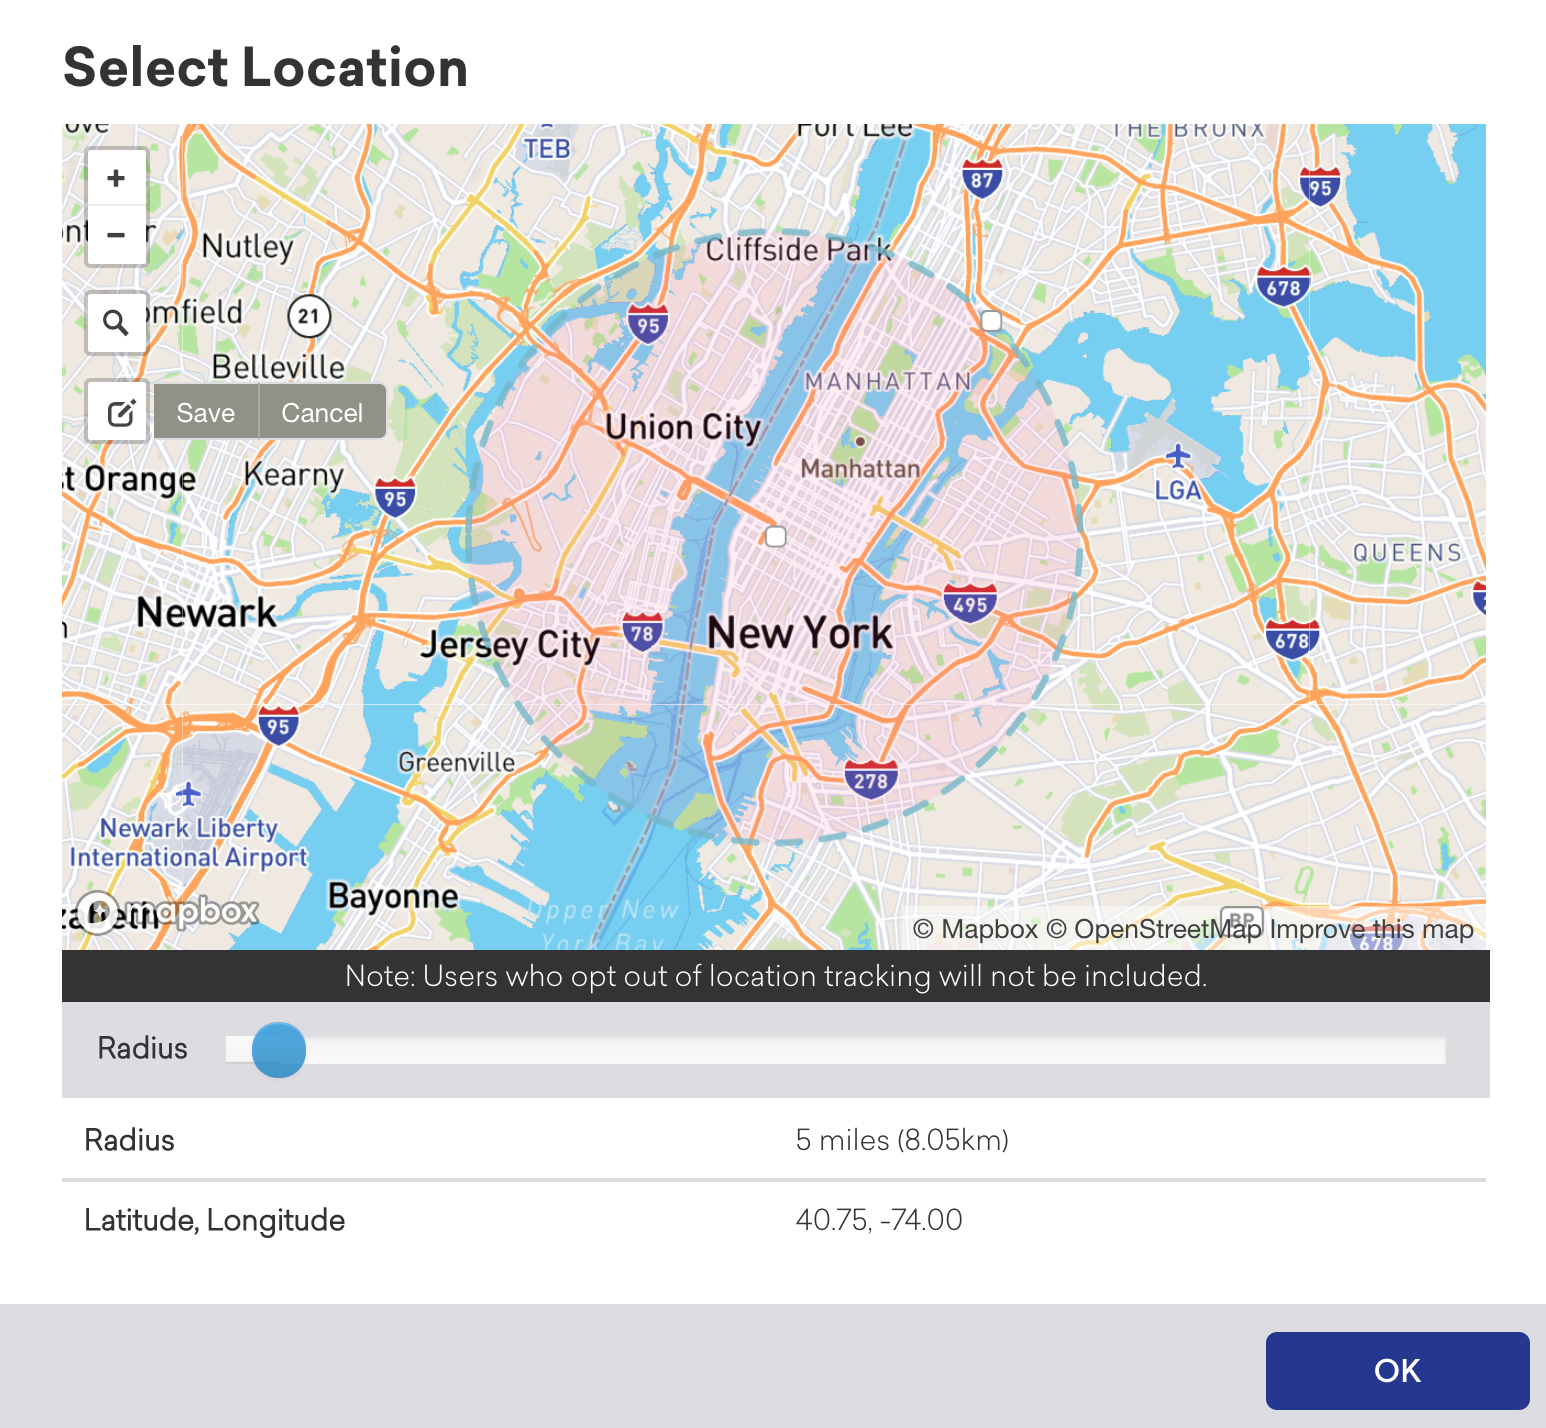 Select Location
Fort Lee
THE BRONX
TEB
87
95
+
−
Nutley
Cliffside Park
678
21
95
Belleville
MANHATTAN
Save
Cancel
Union City
Manhattan
Orange
Kearny
95
LGA
QUEENS
Newark
495
Jersey City
78
New York
678
95
Greenville
278
Newark Liberty
International Airport
Bayonne
mapbox
Upper New
York Bay
BP
678
© Mapbox © OpenStreetMap Improve this map
Note: Users who opt out of location tracking will not be included.
Radius
Radius
5 miles (8.05km)
Latitude, Longitude
40.75, -74.00
OK